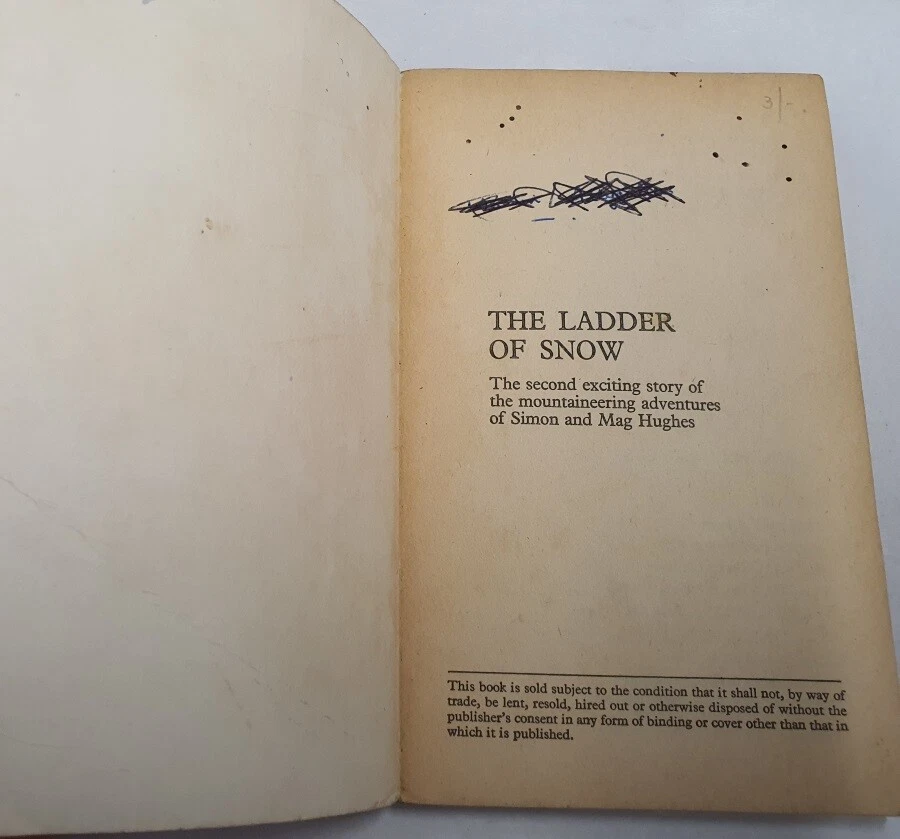 3/-
THE LADDER
OF SNOW
The second exciting story of
the mountaineering adventures
of Simon and Mag Hughes
This book is sold subject to the condition that it shall not, by way of
trade, be lent, resold, hired out or otherwise disposed of without the
publisher's consent in any form of binding or cover other than that in
which it is published.